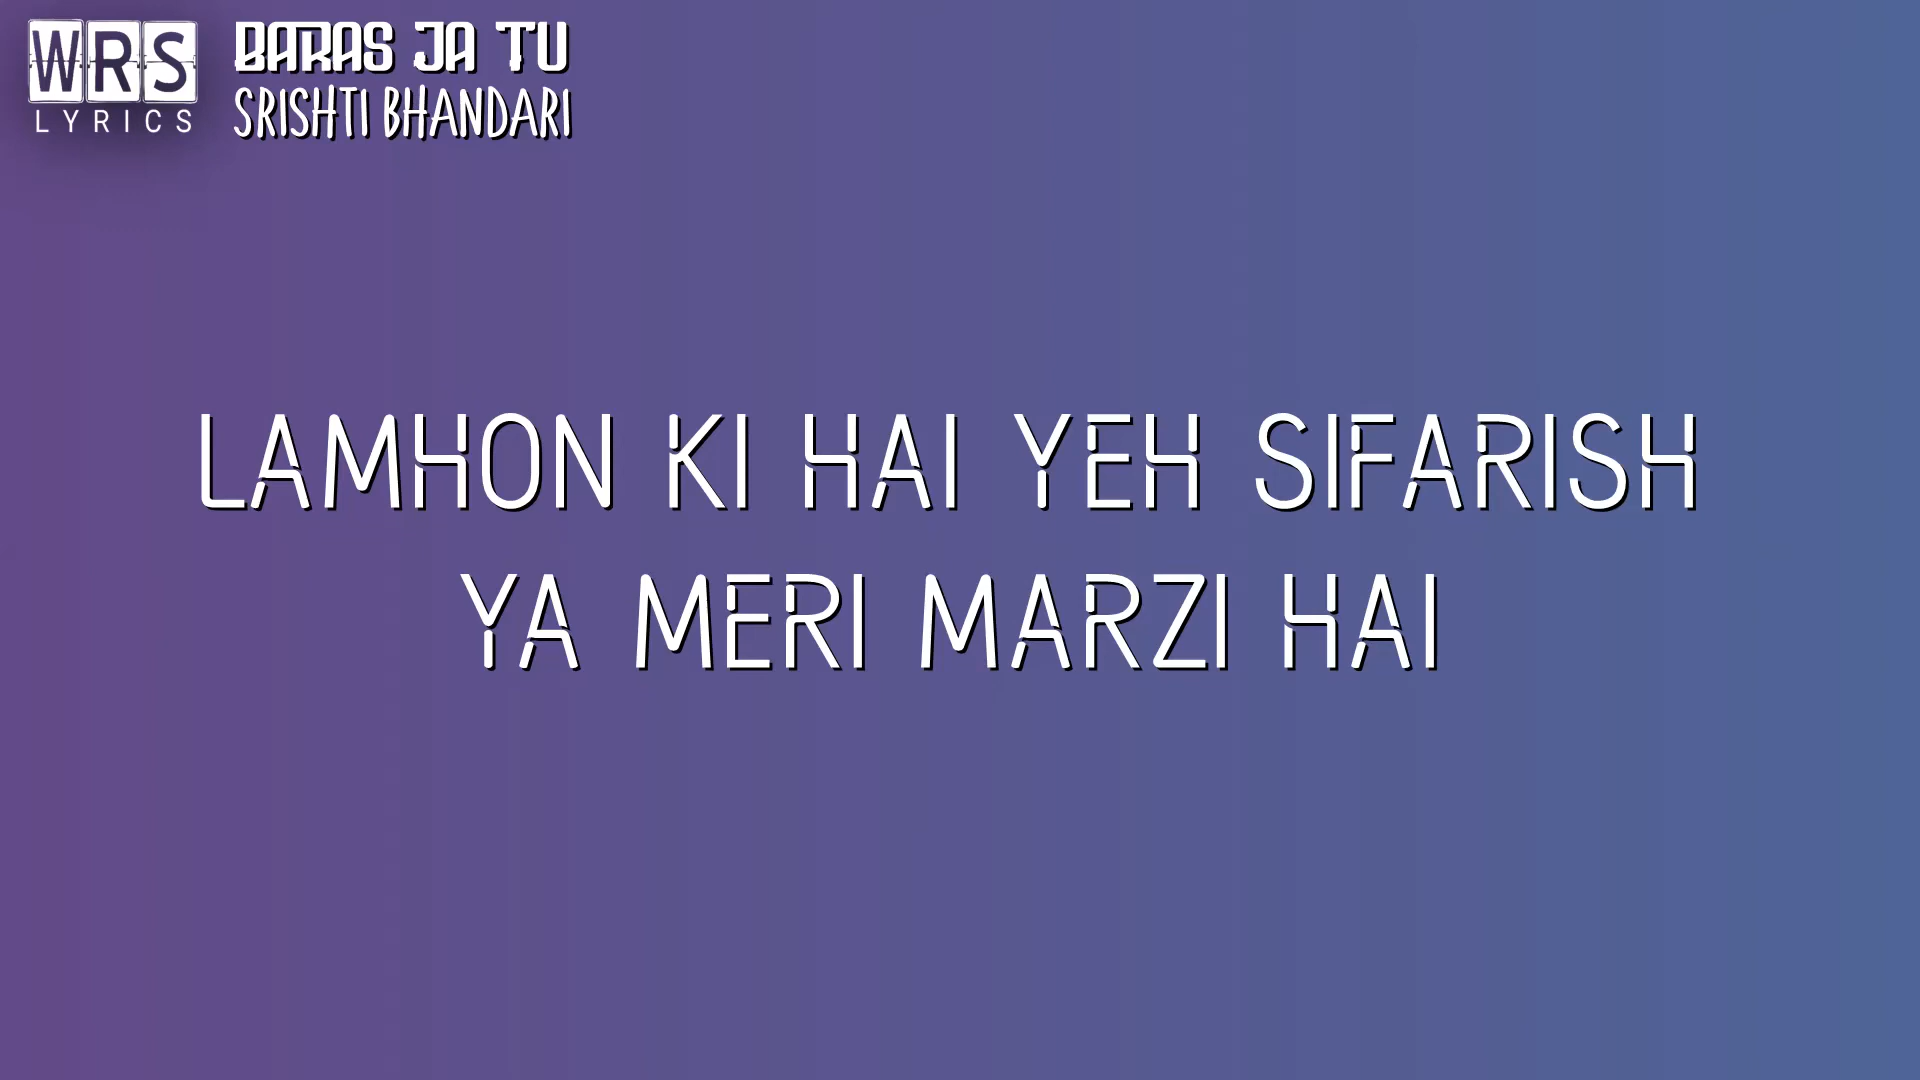 WRS
LYRICS
BARAS JA TU
SRISHTI BHANDARI
LAMHON KI HAI YEH SIFARISH
YA MERI MARZI HAI